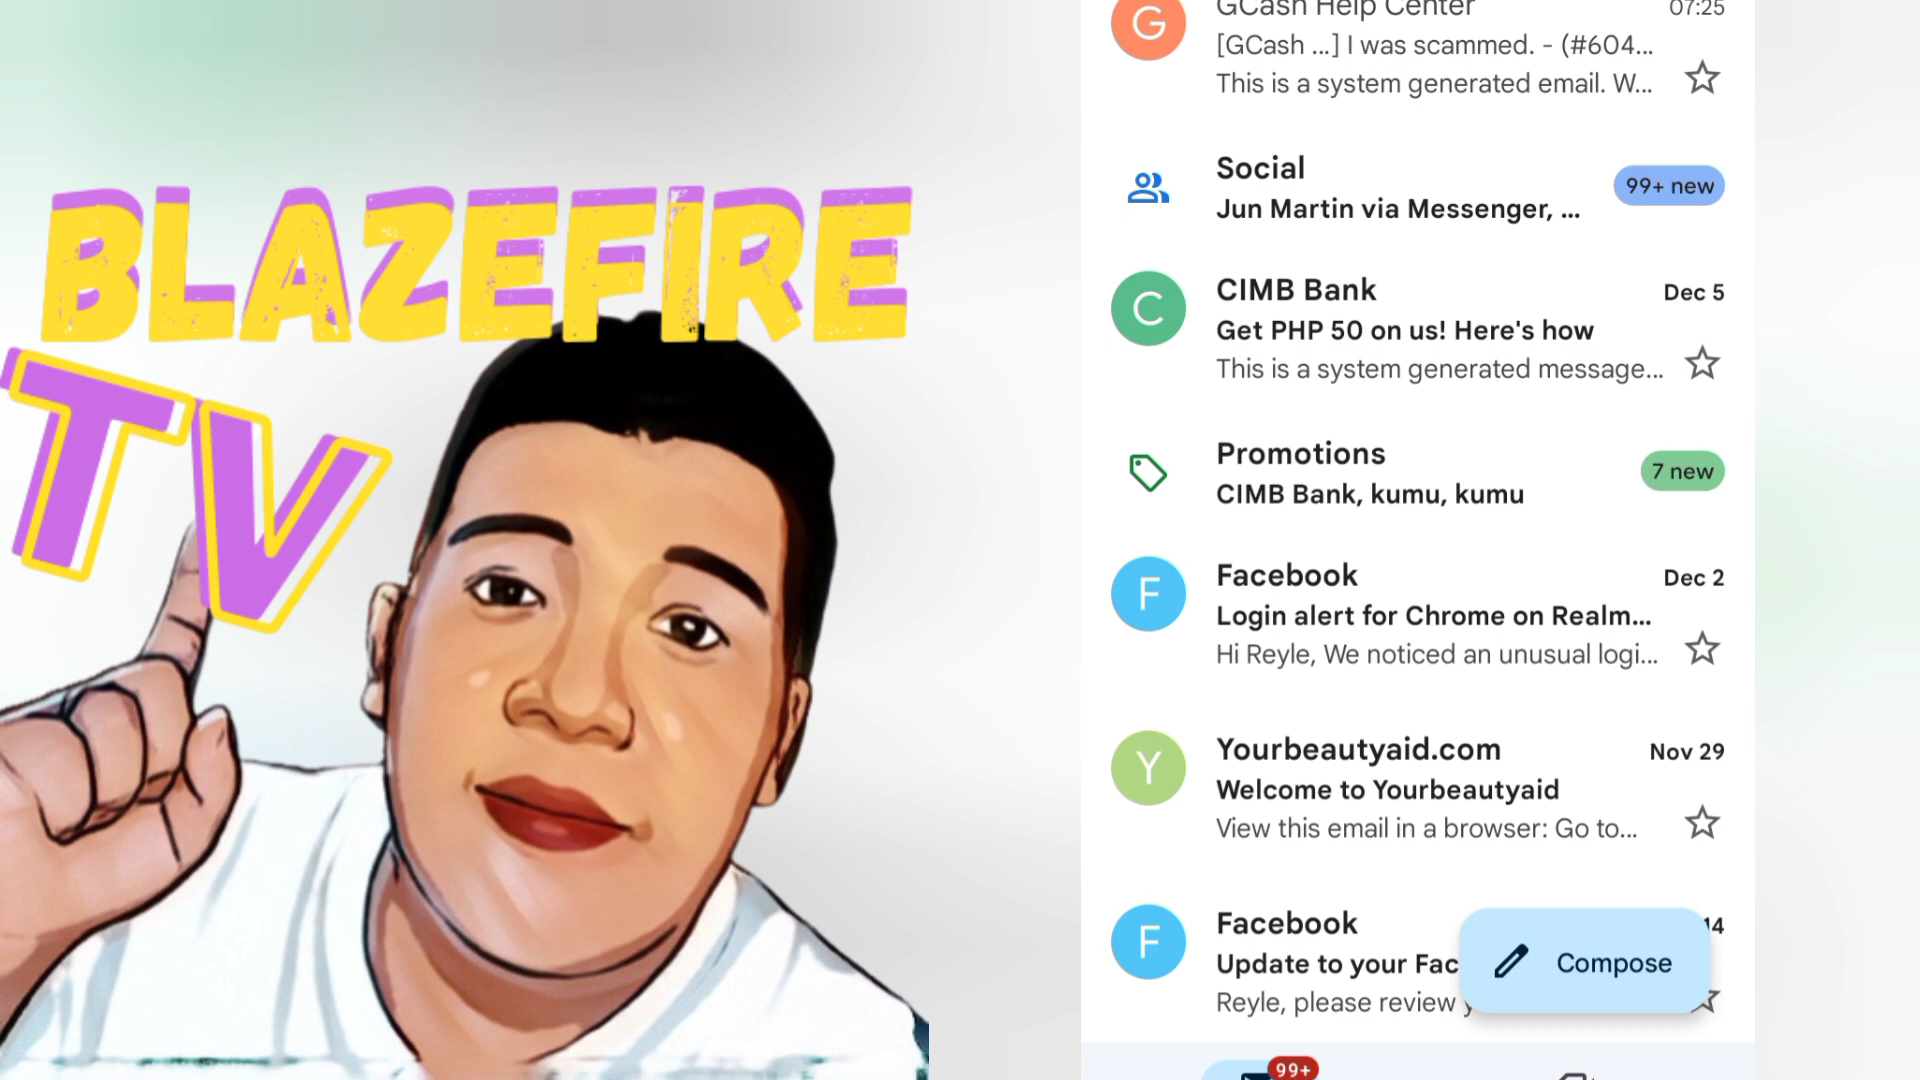 BLAZEFIRE
TV
GCash Help Center
07:25
[GCash ...] I was scammed. - (#604...
This is a system generated email. W...
Social
99+ new
Jun Martin via Messenger, ...
CIMB Bank
Dec 5
Get PHP 50 on us! Here's how
This is a system generated message...
Promotions
7 new
CIMB Bank, kumu, kumu
Facebook
Dec 2
Login alert for Chrome on Realm...
Hi Reyle, We noticed an unusual logi...
Yourbeautyaid.com
Nov 29
Welcome to Yourbeautyaid
View this email in a browser: Go to...
Facebook
14
Update to your Fac
Reyle, please review y
Compose
99+